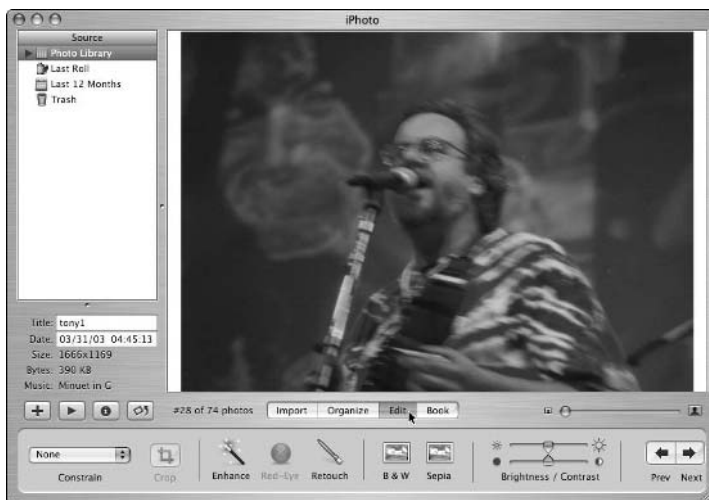 iPhoto
Source
Photo Library
Last Roll
Last 12 Months
Trash
Title: tony1
Date: 03/31/03 04:45:13
Size: 1666x1169
Bytes: 390 KB
Music: Minuet in G
#28 of 74 photos
Import Organize Edit Book
None
Constrain
Crop
Enhance Red-Eye Retouch
B & W Sepia
Brightness / Contrast
Prev Next